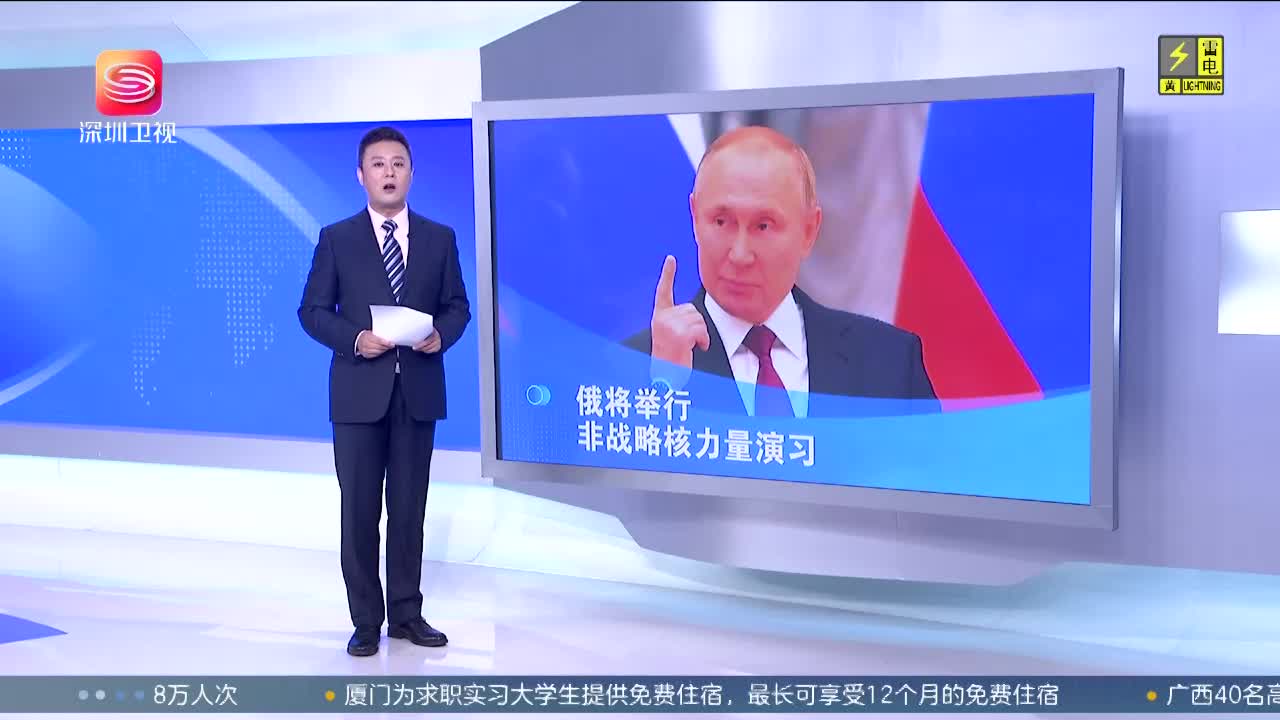 深圳卫视
雷电
黄 LIGHTNING
俄将举行
非战略核力量演习
8万人次
厦门为求职实习大学生提供免费住宿，最长可享受12个月的免费住宿
广西40名高